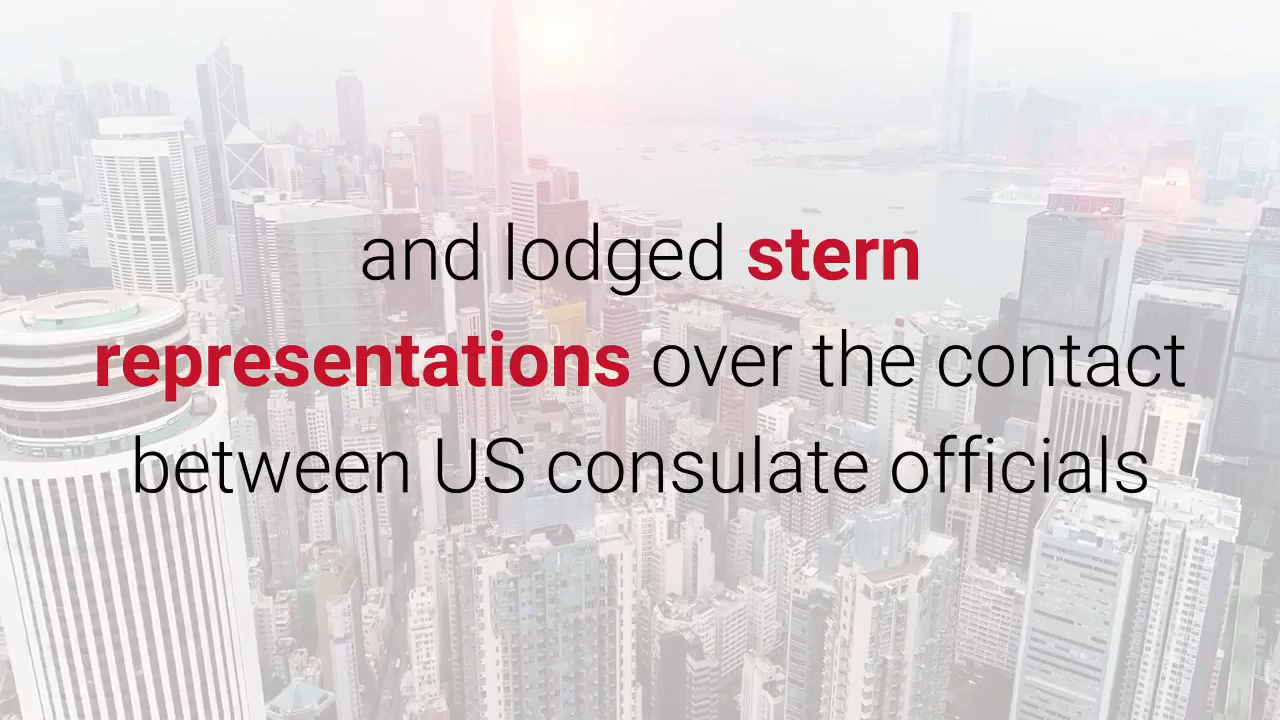 and lodged stern
representations over the contact
between US consulate officials